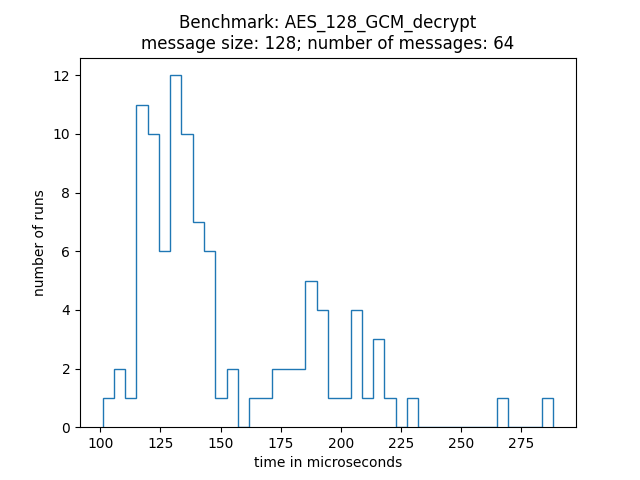 Benchmark: AES_128_GCM_decrypt
message size: 128; number of messages: 64
12
10
8
6
4
2
0
number of runs
100 125 150 175 200 225 250 275
time in microseconds